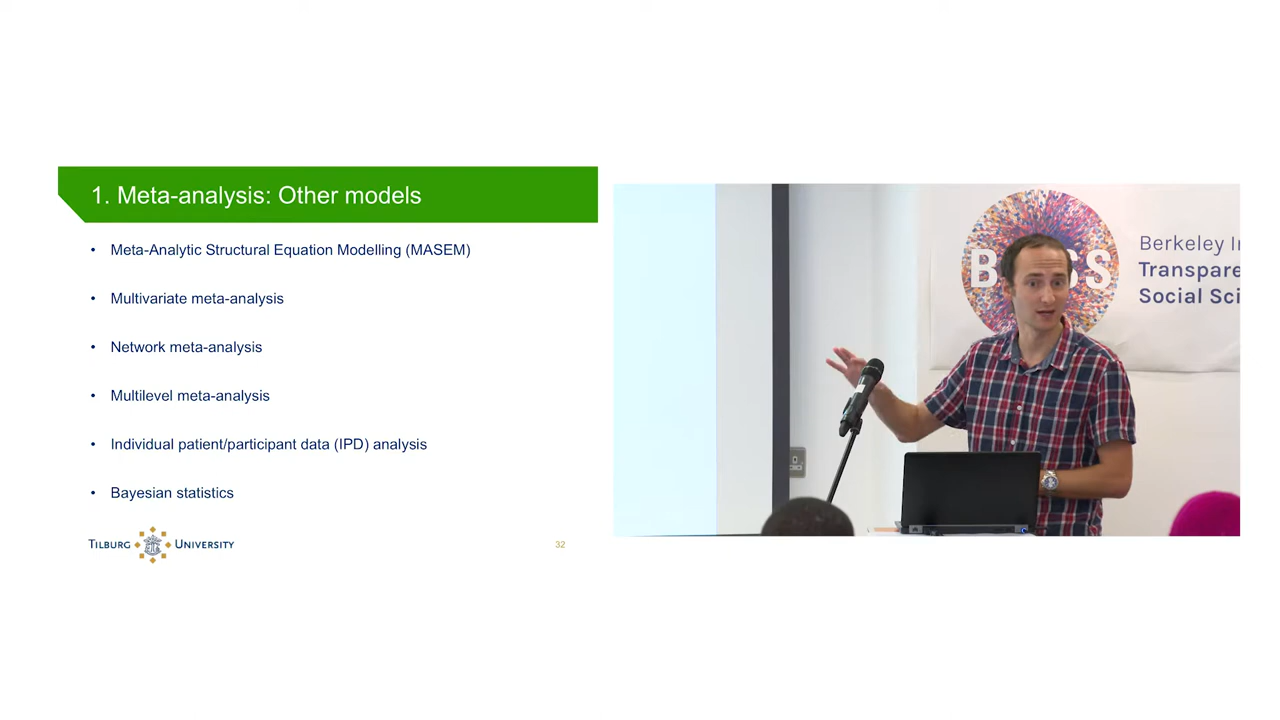 1. Meta-analysis: Other models
• Meta-Analytic Structural Equation Modelling (MASEM)
• Multivariate meta-analysis
• Network meta-analysis
• Multilevel meta-analysis
• Individual patient/participant data (IPD) analysis
• Bayesian statistics
TILBURG UNIVERSITY
32
Berkeley
Transpare
Social Sci